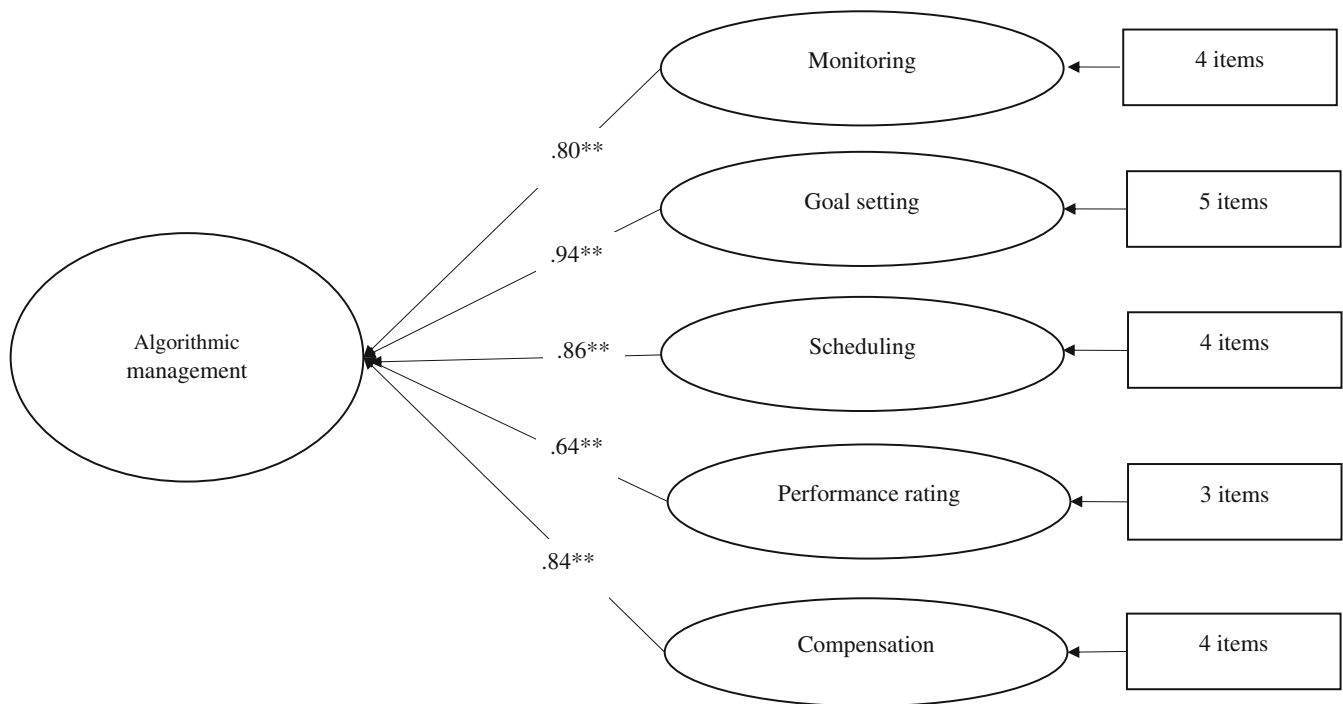 Monitoring
4 items
.80**
Goal setting
5 items
.94**
Algorithmic
management
Scheduling
4 items
.86**
Performance rating
3 items
.64**
Compensation
4 items
.84**